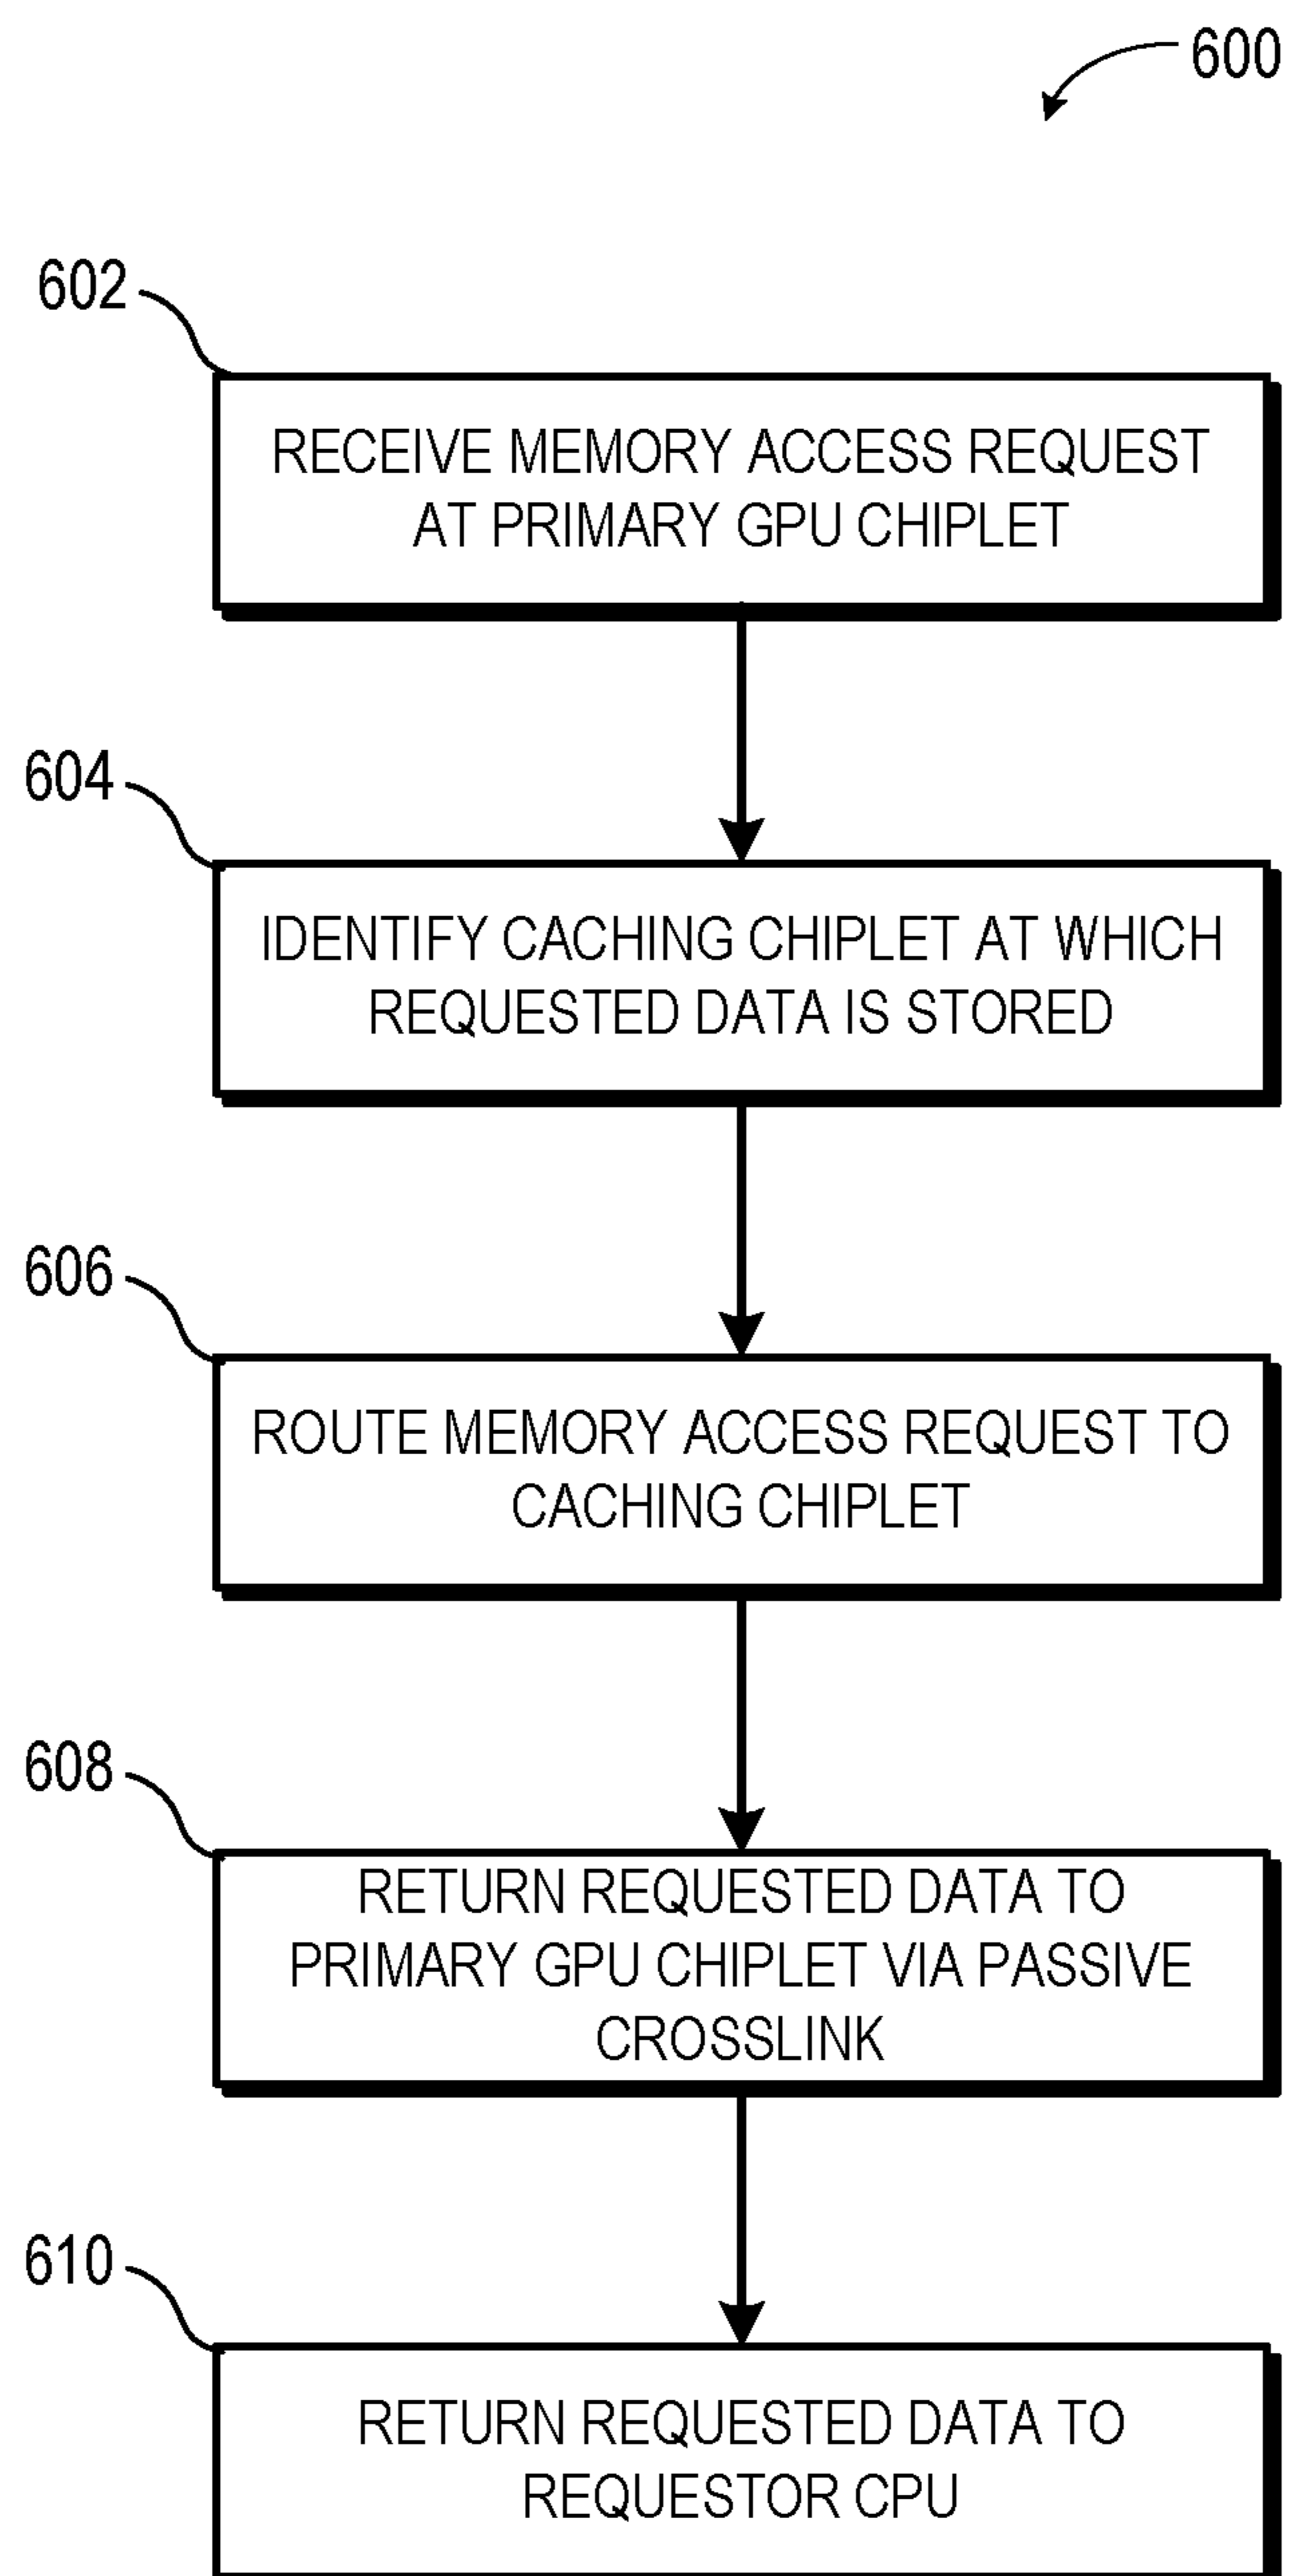 600
602
RECEIVE MEMORY ACCESS REQUEST
AT PRIMARY GPU CHIPLET
604
IDENTIFY CACHING CHIPLET AT WHICH
REQUESTED DATA IS STORED
606
ROUTE MEMORY ACCESS REQUEST TO
CACHING CHIPLET
608
RETURN REQUESTED DATA TO
PRIMARY GPU CHIPLET VIA PASSIVE
CROSSLINK
610
RETURN REQUESTED DATA TO
REQUESTOR CPU